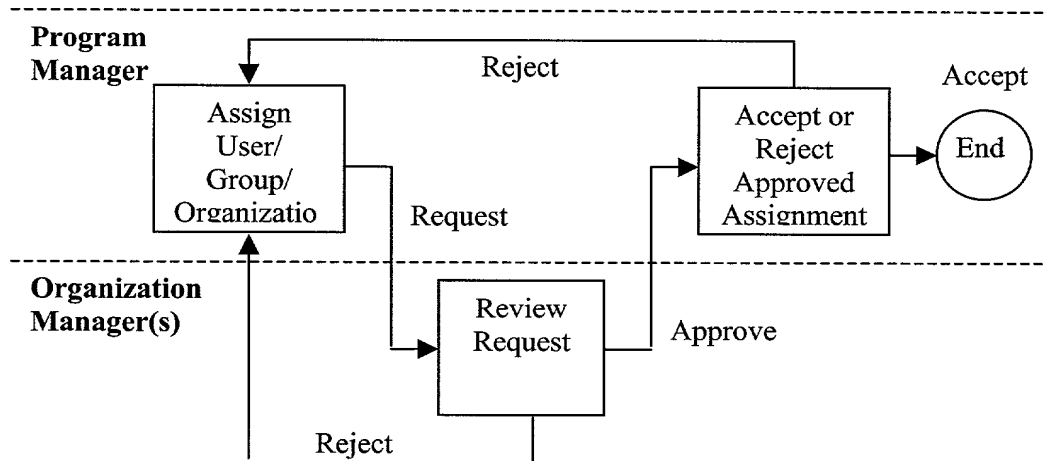 Program
Manager
Reject
Accept
Assign
User/
Group/
Organizatio
Accept or
Reject
Approved
Assignment
End
Request
Organization
Manager(s)
Review
Request
Approve
Reject